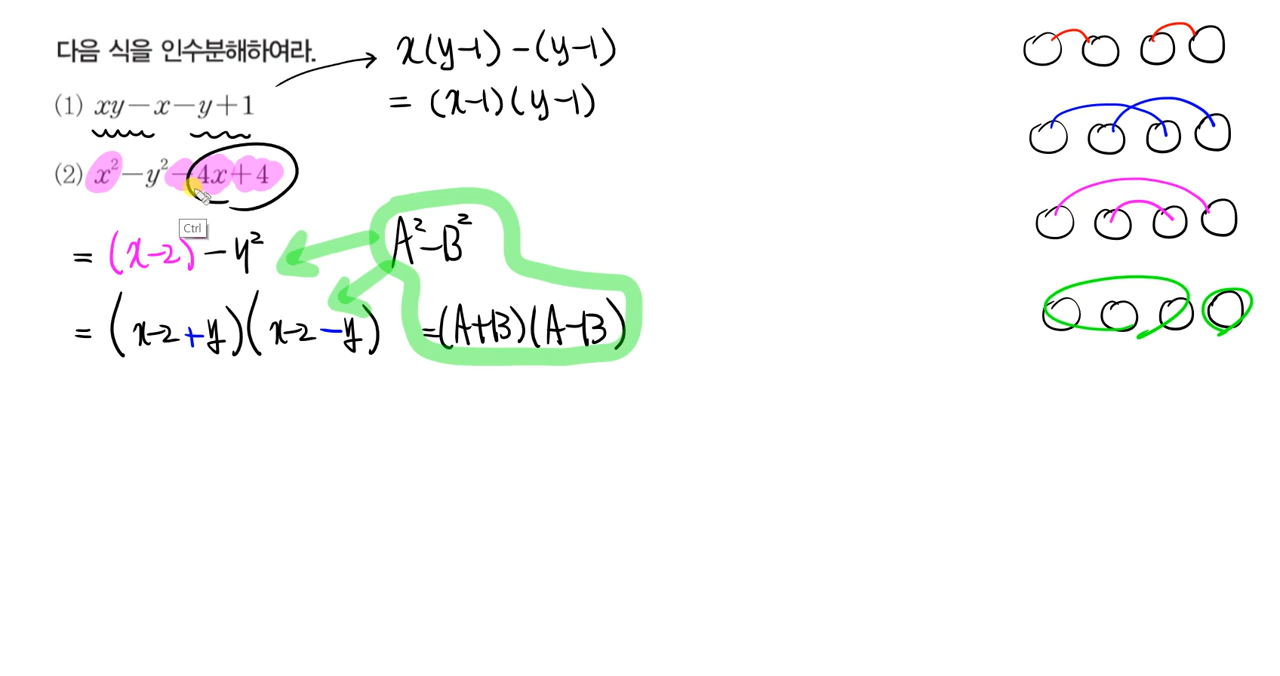 다음 식을 인수분해하여라.
x(y-1)-(y-1)
(1) xy-x-y+1
= (x-1)(y-1)
(2) x²-y²-4x+4
Ctrl
= (x-2) -y²
A²-B²
= (x-2+y)(x-2-y)
=(A+B)(A-B)